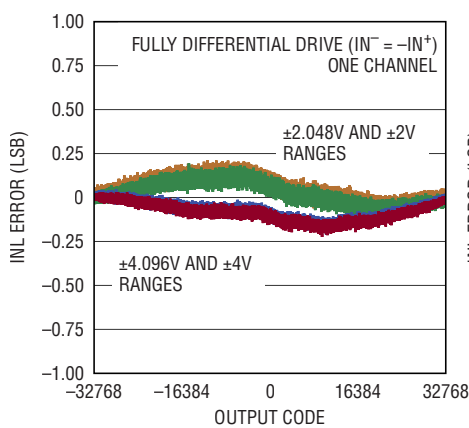 1.00
FULLY DIFFERENTIAL DRIVE (IN⁻ = –IN⁺)
ONE CHANNEL
0.75
0.50
±2.048V AND ±2V
RANGES
0.25
0
–0.25
±4.096V AND ±4V
RANGES
–0.50
–0.75
–1.00
INL ERROR (LSB)
–32768 –16384 0 16384 32768
OUTPUT CODE